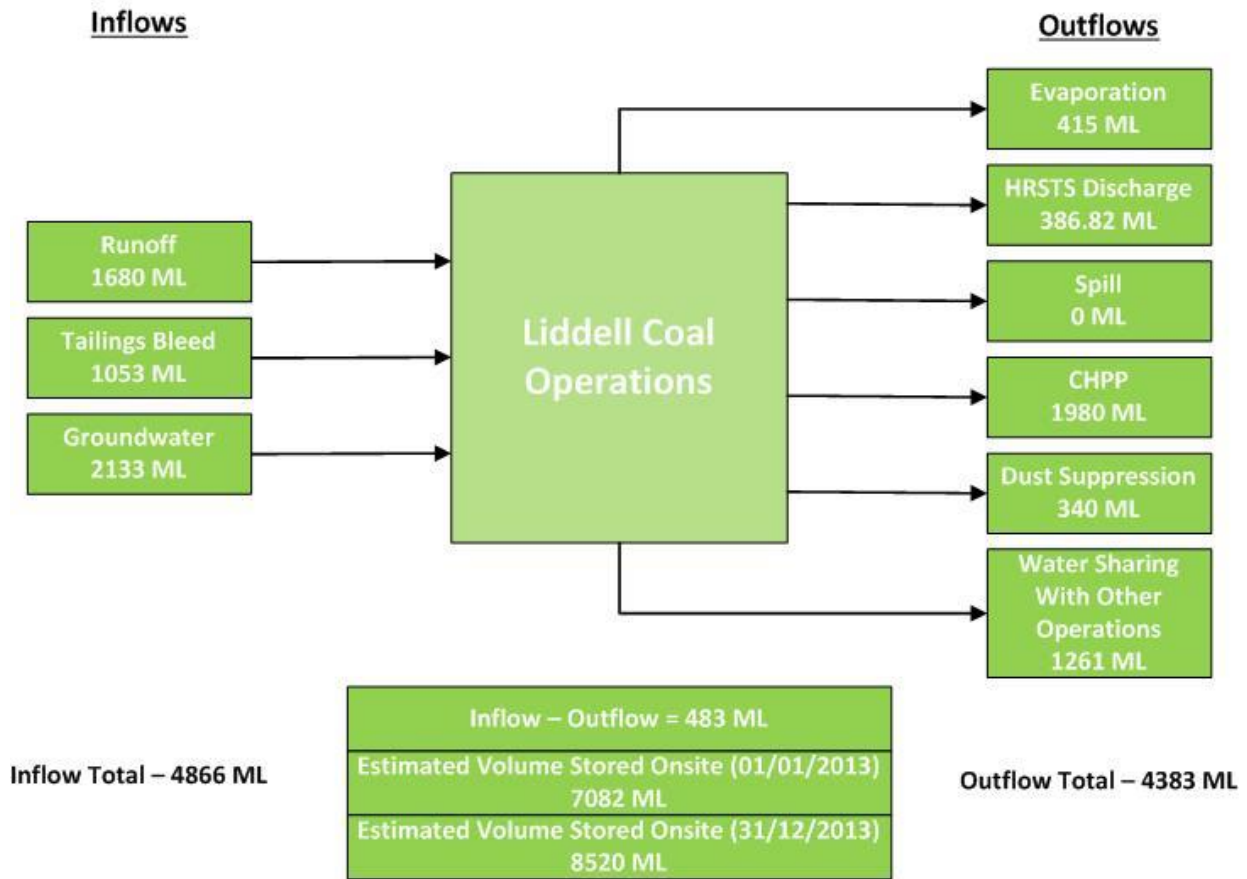 Inflows
Runoff
1680 ML
Tailings Bleed
1053 ML
Groundwater
2133 ML
Liddell Coal
Operations
Outflows
Evaporation
415 ML
HRSTS Discharge
386.82 ML
Spill
0 ML
CHPP
1980 ML
Dust Suppression
340 ML
Water Sharing
With Other
Operations
1261 ML
Inflow Total – 4866 ML
Inflow – Outflow = 483 ML
Estimated Volume Stored Onsite (01/01/2013)
7082 ML
Estimated Volume Stored Onsite (31/12/2013)
8520 ML
Outflow Total – 4383 ML